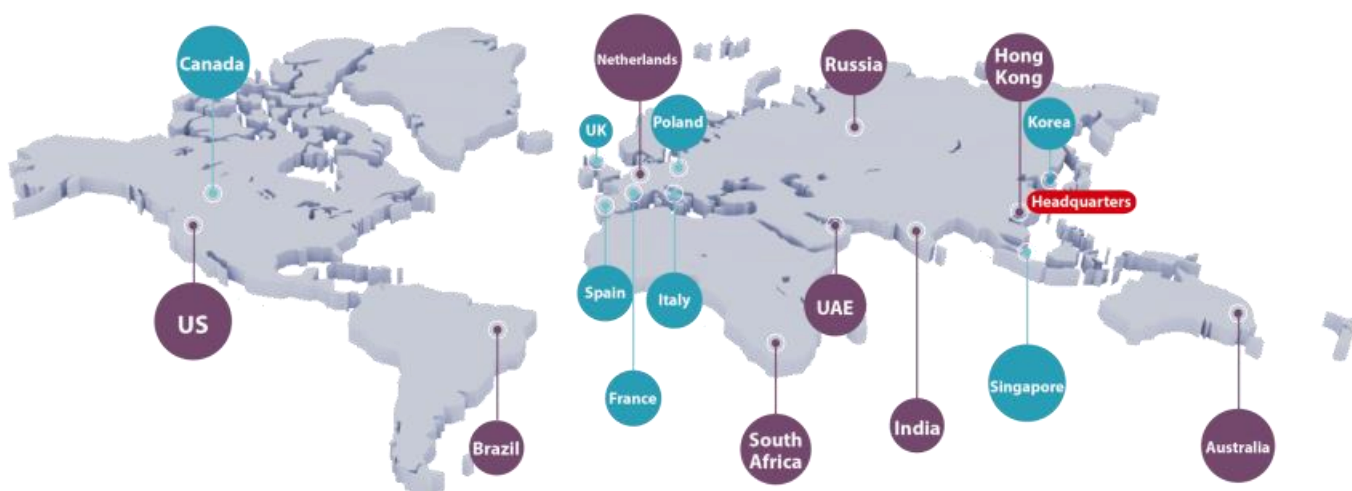 Canada
Netherlands
Russia
Hong
Kong
UK
Poland
Korea
Headquarters
Spain
Italy
UAE
US
France
Singapore
India
Brazil
South
Africa
Australia